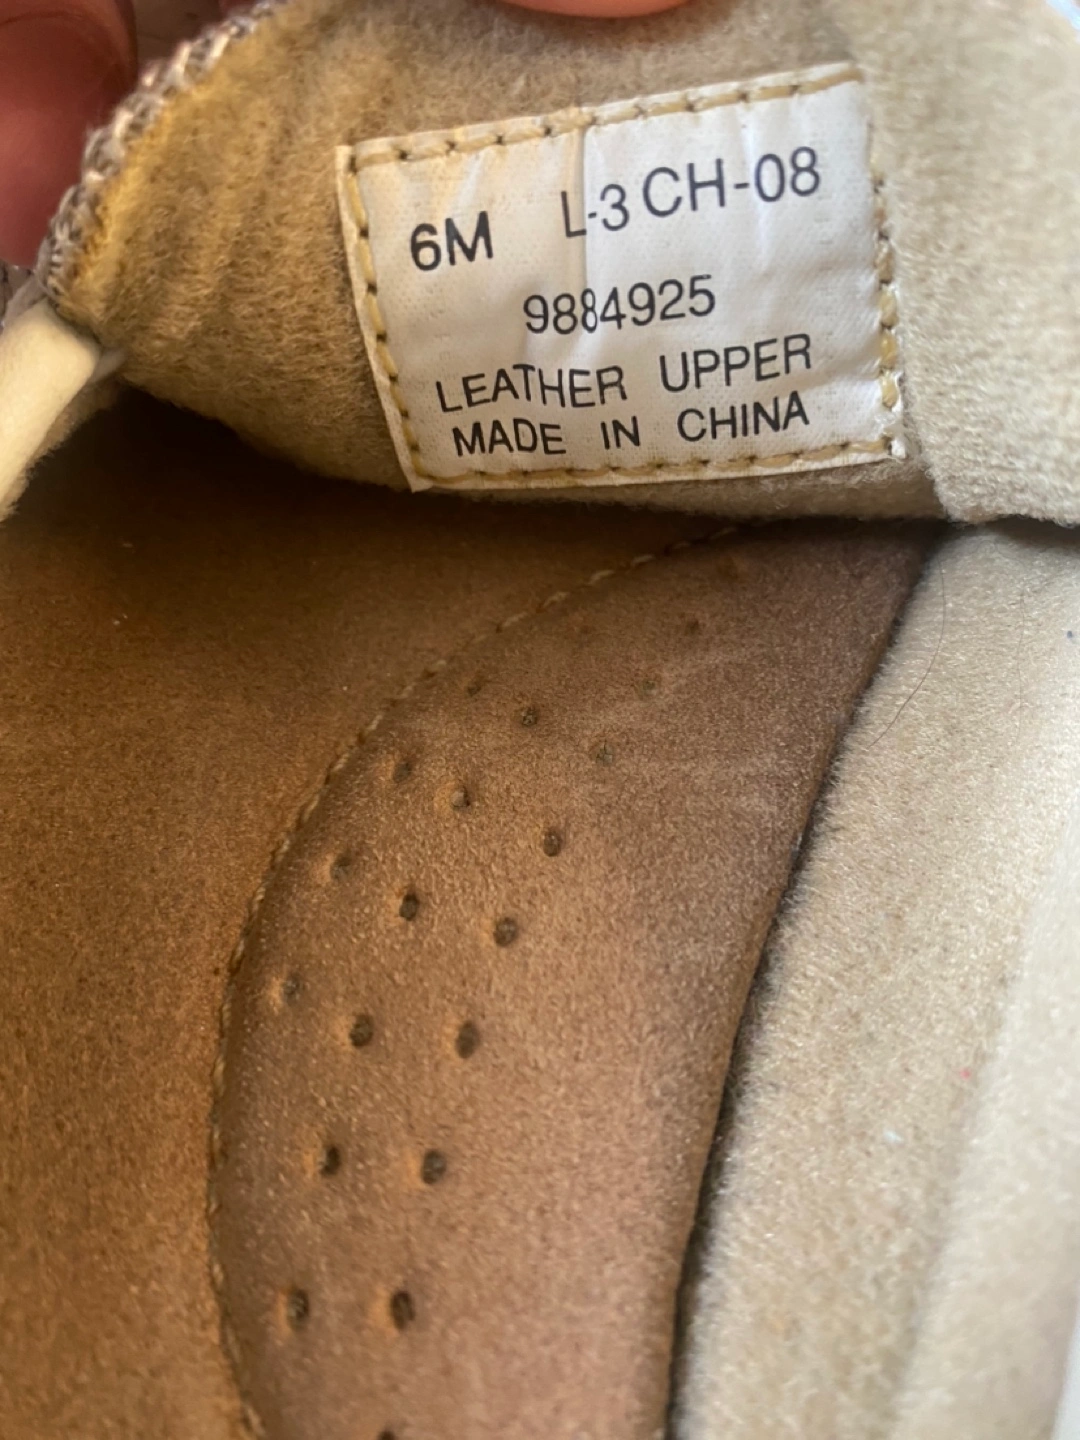 6M L-3 CH-08
9884925
LEATHER UPPER
MADE IN CHINA